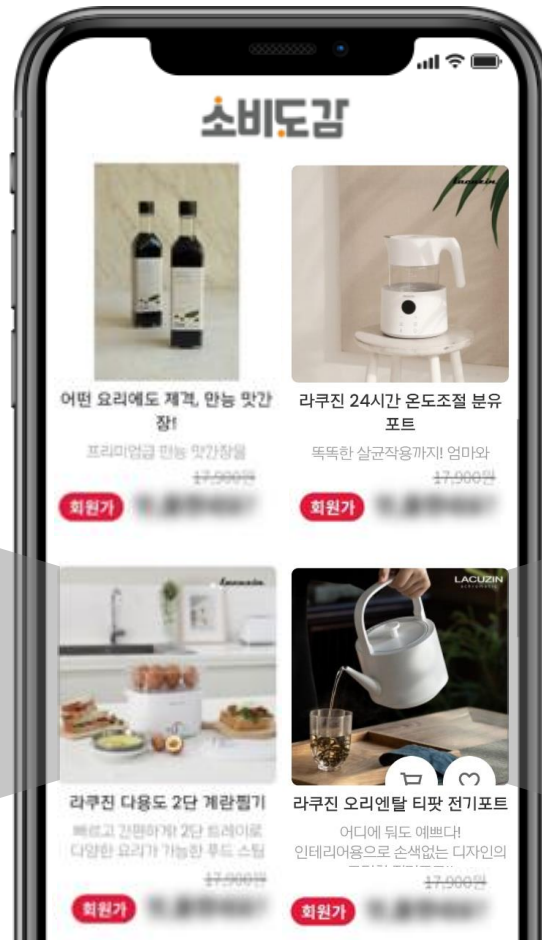 소비도감
lacuzin
어떤 요리에도 제격, 만능 맛간
장!
라쿠진 24시간 온도조절 분유
포트
프리미엄급 만능 맛간장을
똑똑한 살균작용까지! 엄마와
17,900원
17,900원
회원가
회원가
lacuzin
LACUZIN
라쿠진 다용도 2단 계란찜기
라쿠진 오리엔탈 티팟 전기포트
빠르고 간편하게! 2단 트레이로
다양한 요리가 가능한 푸드 스팀
어디에 둬도 예쁘다!
인테리어용으로 손색없는 디자인의
17,900원
17,900원
회원가
회원가